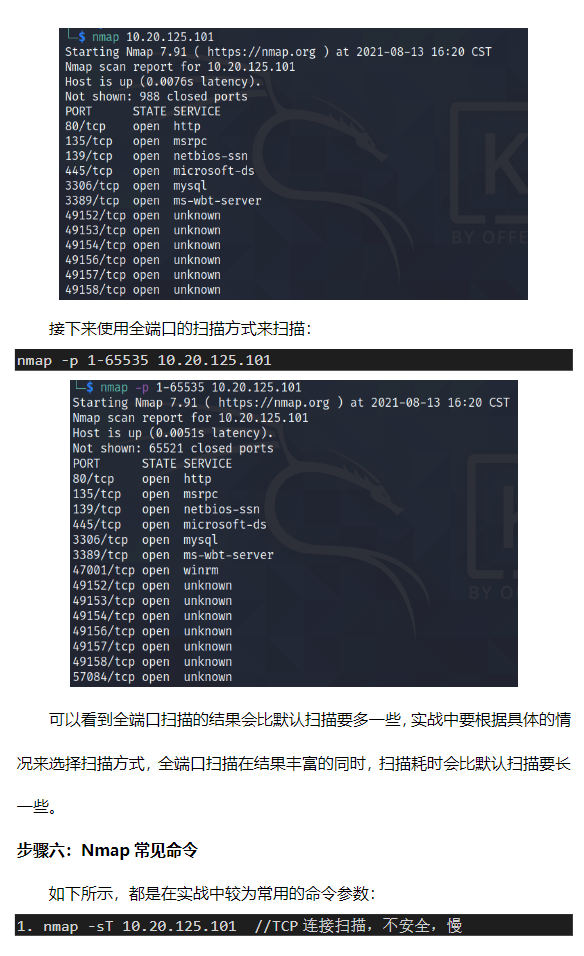 └─$ nmap 10.20.125.101
Starting Nmap 7.91 ( https://nmap.org ) at 2021-08-13 16:20 CST
Nmap scan report for 10.20.125.101
Host is up (0.0076s latency).
Not shown: 988 closed ports
PORT      STATE SERVICE
80/tcp    open  http
135/tcp   open  msrpc
139/tcp   open  netbios-ssn
445/tcp   open  microsoft-ds
3306/tcp  open  mysql
3389/tcp  open  ms-wbt-server
49152/tcp open  unknown
49153/tcp open  unknown
49154/tcp open  unknown
49156/tcp open  unknown
49157/tcp open  unknown
49158/tcp open  unknown
BY OFFE
接下来使用全端口的扫描方式来扫描：
nmap -p 1-65535 10.20.125.101
└─$ nmap -p 1-65535 10.20.125.101
Starting Nmap 7.91 ( https://nmap.org ) at 2021-08-13 16:20 CST
Nmap scan report for 10.20.125.101
Host is up (0.0051s latency).
Not shown: 65521 closed ports
PORT      STATE SERVICE
80/tcp    open  http
135/tcp   open  msrpc
139/tcp   open  netbios-ssn
445/tcp   open  microsoft-ds
3306/tcp  open  mysql
3389/tcp  open  ms-wbt-server
47001/tcp open  winrm
49152/tcp open  unknown
49153/tcp open  unknown
49154/tcp open  unknown
49156/tcp open  unknown
49157/tcp open  unknown
49158/tcp open  unknown
57084/tcp open  unknown
BY O
可以看到全端口扫描的结果会比默认扫描要多一些，实战中要根据具体的情
况来选择扫描方式，全端口扫描在结果丰富的同时，扫描耗时会比默认扫描要长
一些。
步骤六：Nmap 常见命令
如下所示，都是在实战中较为常用的命令参数：
1. nmap -sT 10.20.125.101  //TCP 连接扫描，不安全，慢